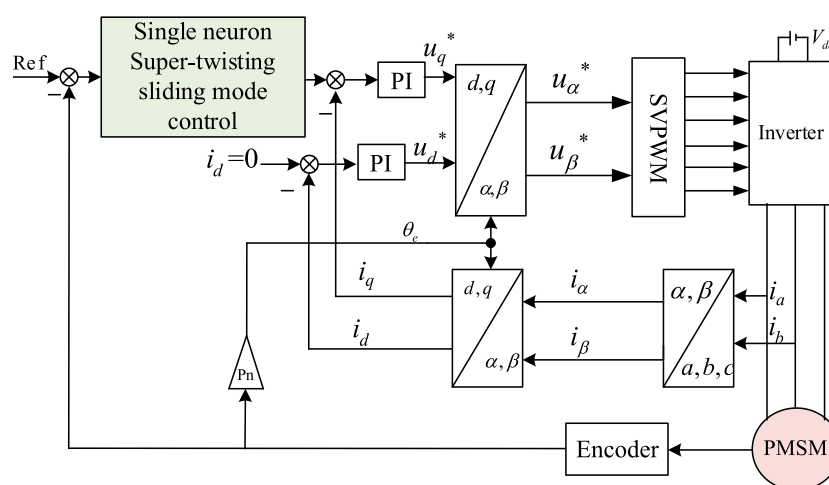 Single neuron
Super-twisting
sliding mode
control
Ref
−
−
PI
u_q^*
d,q
α,β
u_α^*
u_β^*
SVPWM
V_d
Inverter
i_d=0
−
PI
u_d^*
θ_e
i_q
i_d
d,q
α,β
i_α
i_β
α,β
a,b,c
i_a
i_b
Pn
Encoder
PMSM